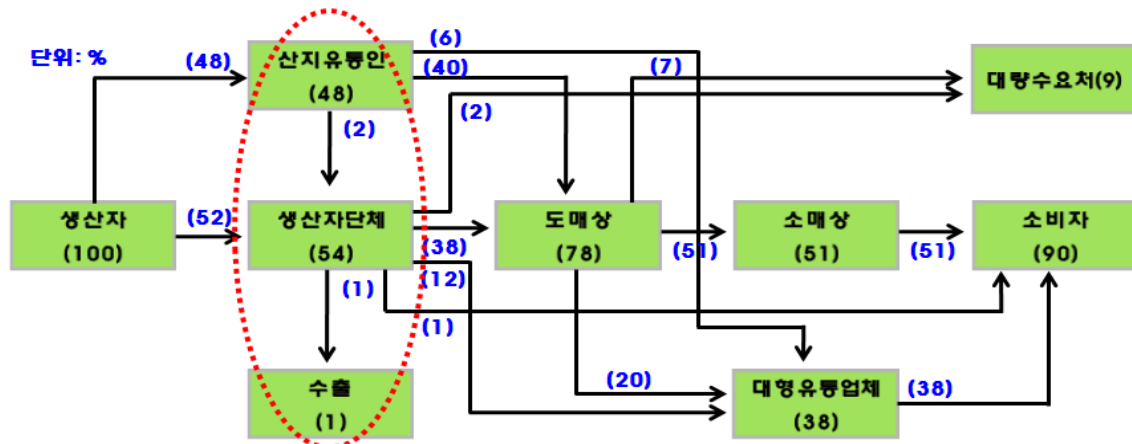 단위: %
(48)
산지유통인
(48)
(6)
(40)
(7)
대량수요처(9)
(2)
(2)
생산자
(100)
(52)
생산자단체
(54)
(38)
(12)
도매상
(78)
(51)
소매상
(51)
(51)
소비자
(90)
(1)
(1)
수출
(1)
(20)
대형유통업체
(38)
(38)